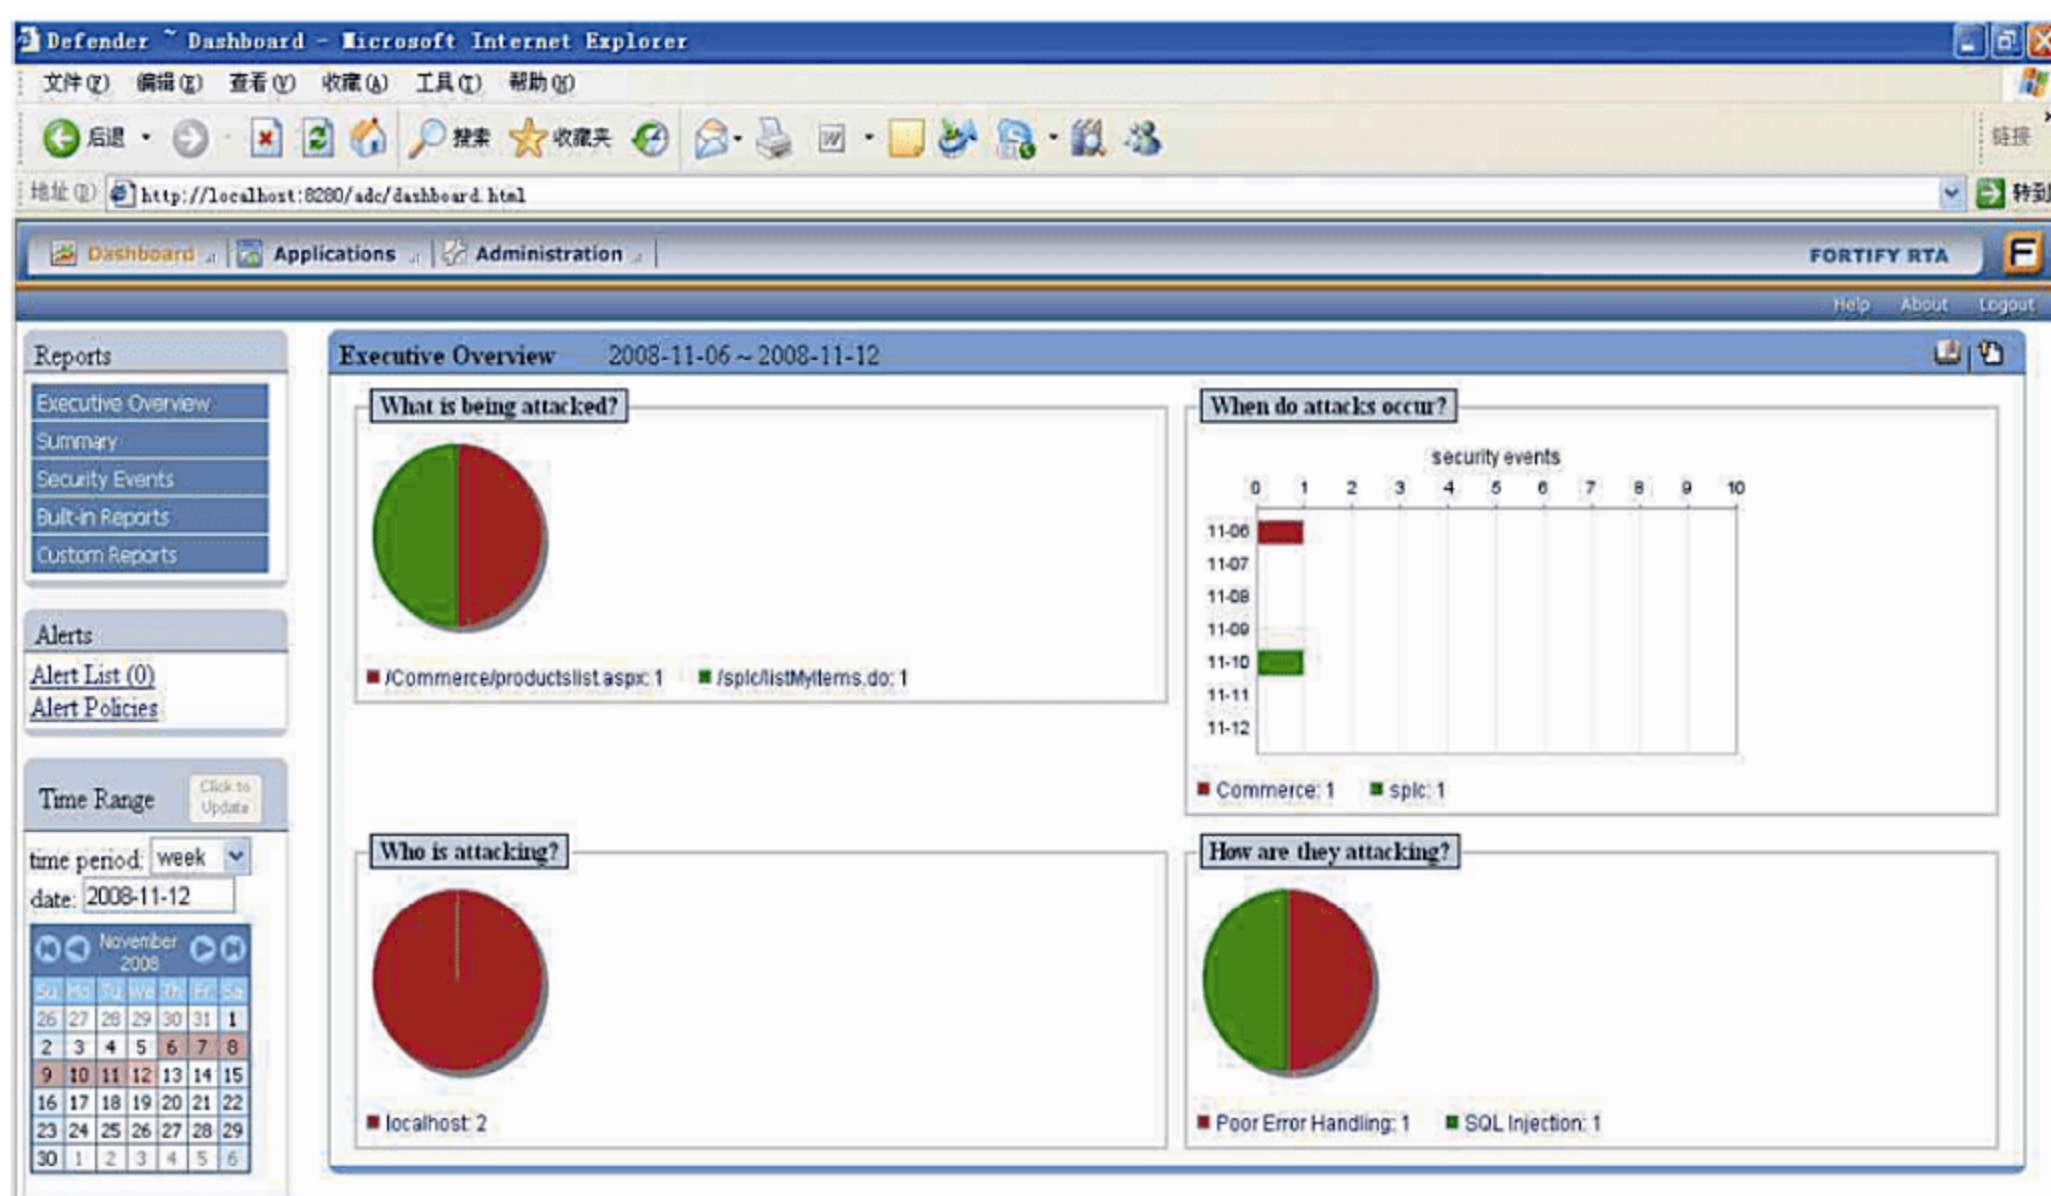 Defender ~ Dashboard - Microsoft Internet Explorer
文件(F) 编辑(E) 查看(V) 收藏(A) 工具(T) 帮助(H)
后退 搜索 收藏夹 链接
地址(D) http://localhost:8280/adc/dashboard.html 转到
Dashboard Applications Administration FORTIFY RTA
Help About Logout
Reports
Executive Overview
Summary
Security Events
Built-in Reports
Custom Reports
Alerts
Alert List (0)
Alert Policies
Time Range Click to Update
time period: week
date: 2008-11-12
November
2008
Su Mo Tu We Th Fr Sa
26 27 28 29 30 31 1
2 3 4 5 6 7 8
9 10 11 12 13 14 15
16 17 18 19 20 21 22
23 24 25 26 27 28 29
30 1 2 3 4 5 6
Executive Overview 2008-11-06 ~ 2008-11-12
What is being attacked?
/Commerce/productslist.aspx: 1 /splc/listMyItems.do: 1
When do attacks occur?
security events
0 1 2 3 4 5 6 7 8 9 10
11-06
11-07
11-08
11-09
11-10
11-11
11-12
Commerce: 1 splc: 1
Who is attacking?
localhost: 2
How are they attacking?
Poor Error Handling: 1 SQL Injection: 1